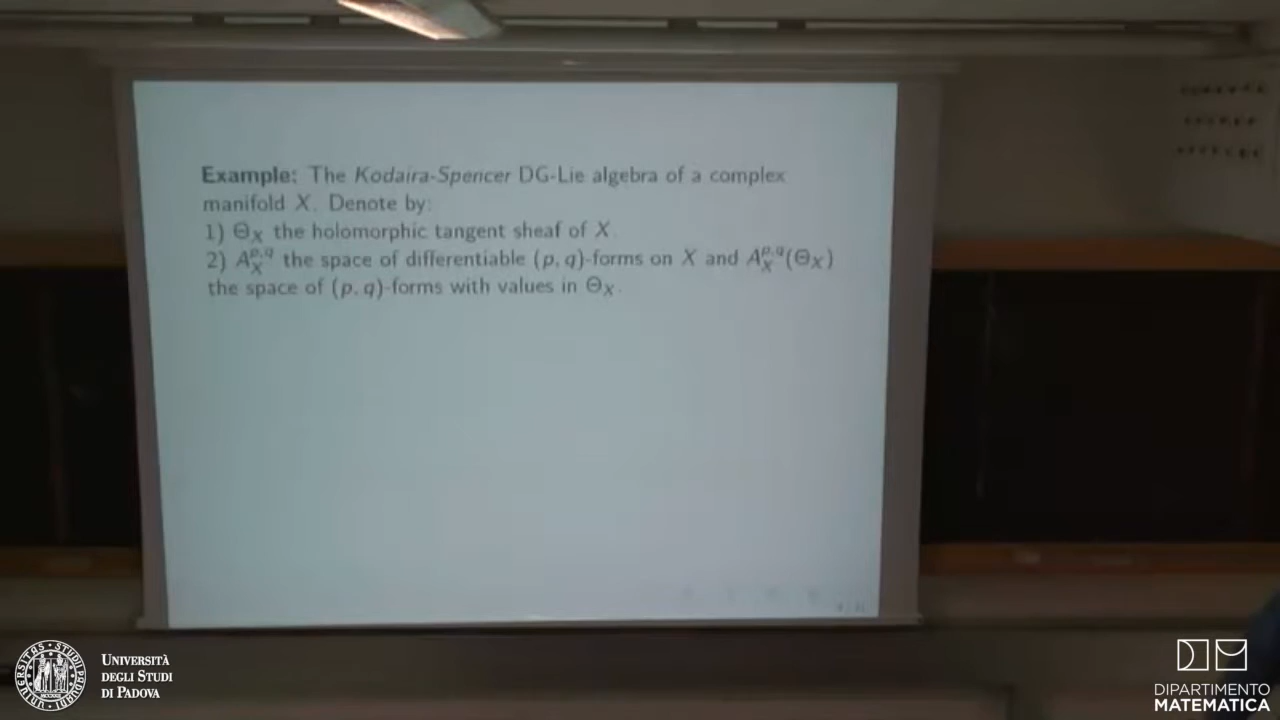 Example: The Kodaira-Spencer DG-Lie algebra of a complex
manifold X. Denote by:
1) Θ_X the holomorphic tangent sheaf of X.
2) A_X^{p,q} the space of differentiable (p, q)-forms on X and A_X^{p,q}(Θ_X)
the space of (p, q)-forms with values in Θ_X.
UNIVERSITÀ
DEGLI STUDI
DI PADOVA
DIPARTIMENTO
MATEMATICA